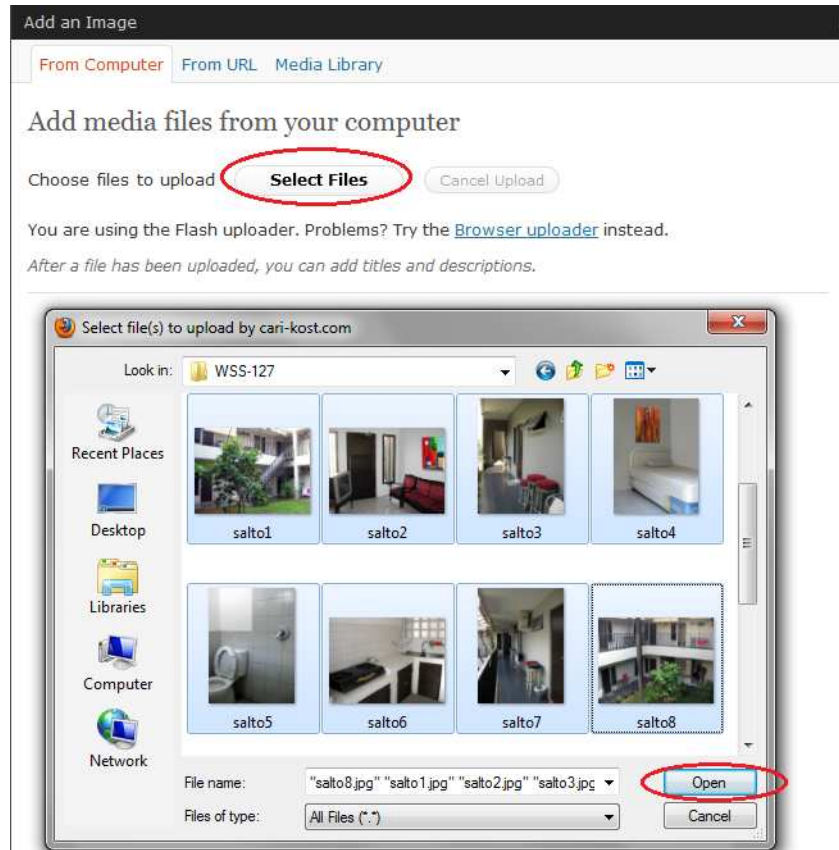 Add an Image
From Computer From URL Media Library
Add media files from your computer
Choose files to upload Select Files Cancel Upload
You are using the Flash uploader. Problems? Try the Browser uploader instead.
After a file has been uploaded, you can add titles and descriptions.
Select file(s) to upload by cari-kost.com
Look in: WSS-127
Recent Places
Desktop
Libraries
Computer
Network
salto1 salto2 salto3 salto4
salto5 salto6 salto7 salto8
File name: "salto8.jpg" "salto1.jpg" "salto2.jpg" "salto3.jpg Open
Files of type: All Files (*.*) Cancel